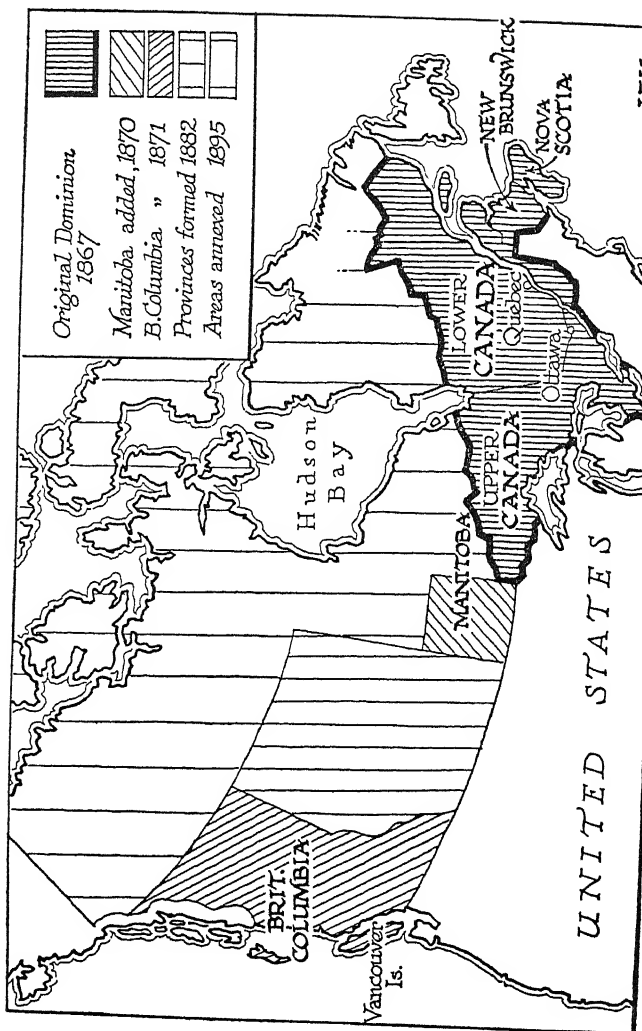 Original Dominion
1867
Manitoba added, 1870
B.Columbia „ 1871
Provinces formed 1882
Areas annexed 1895
Hudson
Bay
LOWER
CANADA
Quebec
NEW
BRUNSWICK
NOVA
SCOTIA
Ottawa
UPPER
CANADA
MANITOBA
BRIT.
COLUMBIA
Vancouver
Is.
UNITED STATES